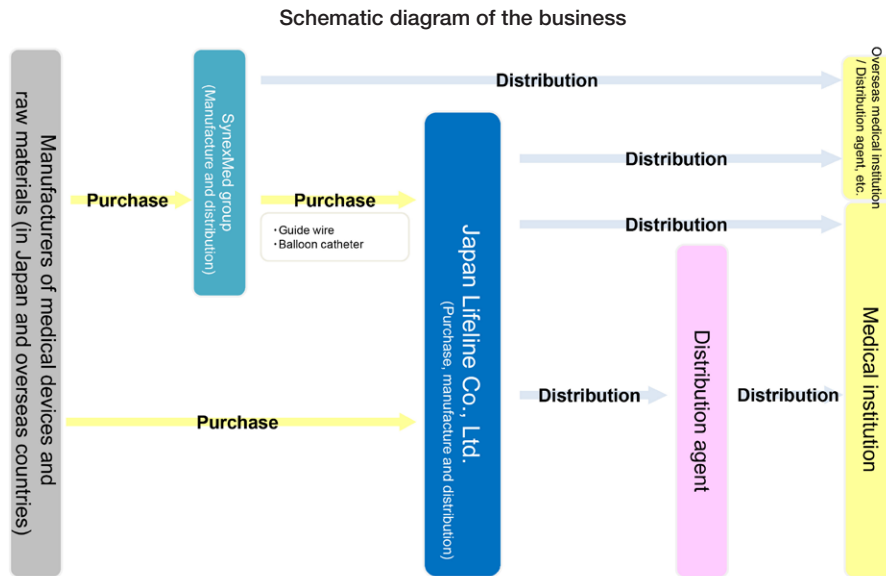 Schematic diagram of the business
Manufacturers of medical devices and
raw materials (in Japan and overseas countries)
Purchase
SynexMed group
(Manufacture and distribution)
Purchase
・Guide wire
・Balloon catheter
Purchase
Japan Lifeline Co., Ltd.
(Purchase, manufacture and distribution)
Distribution
Distribution
Distribution
Distribution
Distribution agent
Distribution
Overseas medical institution
/ Distribution agent, etc.
Medical institution